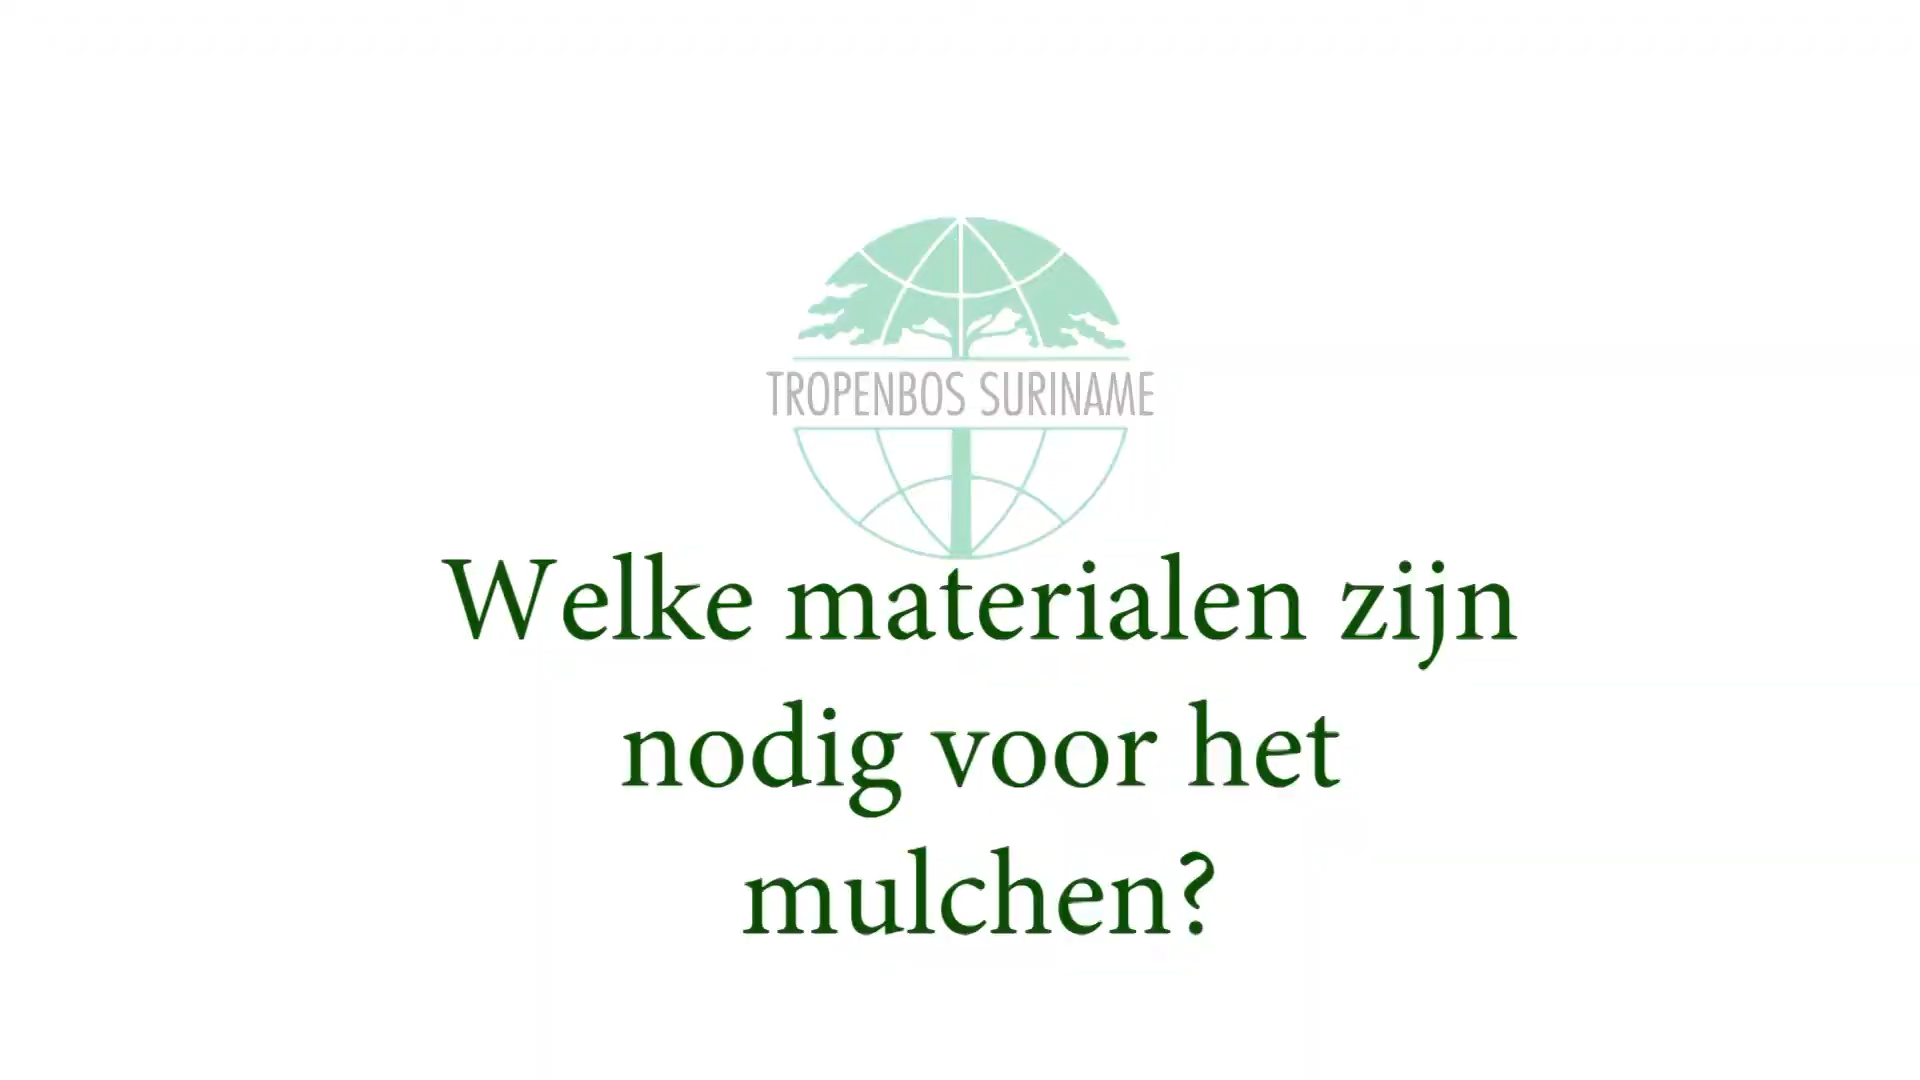 TROPENBOS SURINAME
Welke materialen zijn
nodig voor het
mulchen?